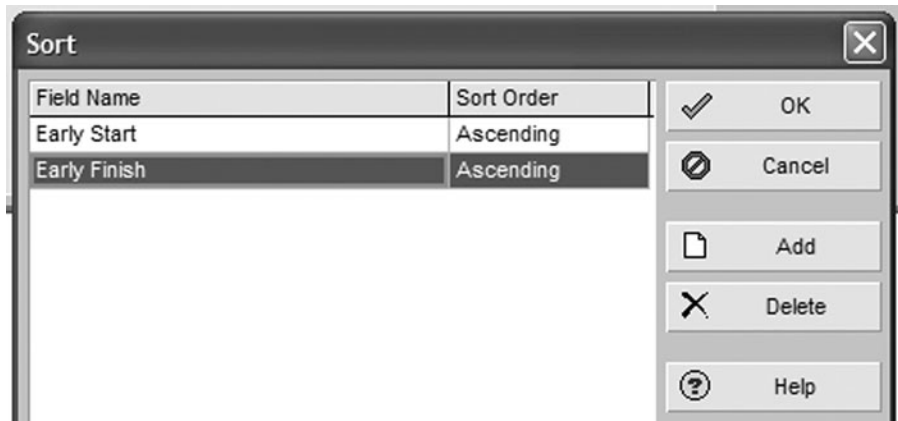 Sort
Field Name Sort Order
Early Start Ascending
Early Finish Ascending
OK
Cancel
Add
Delete
Help